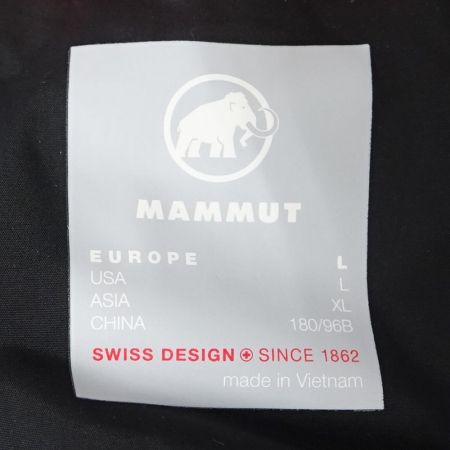 MAMMUT
EUROPE L
USA L
ASIA XL
CHINA 180/96B
SWISS DESIGN SINCE 1862
made in Vietnam